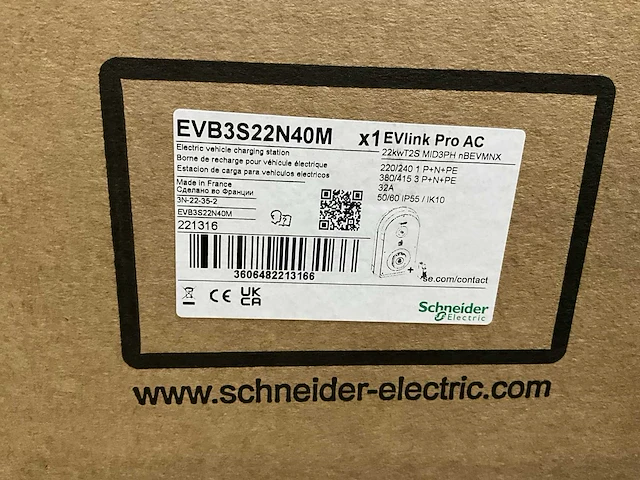 EVB3S22N40M x1 EVlink Pro AC
Electric vehicle charging station
Borne de recharge pour véhicule électrique
Estacion de carga para vehiculos electricos
22kwT2S MID3PH nBEVMNX
220/240 1 P+N+PE
380/415 3 P+N+PE
32A
50/60 IP55 / IK10
Made in France
Сделано во Франции
3N-22-35-2
EVB3S22N40M
221316
3606482213166
se.com/contact
CE UK
CA
Schneider
Electric
www.schneider-electric.com